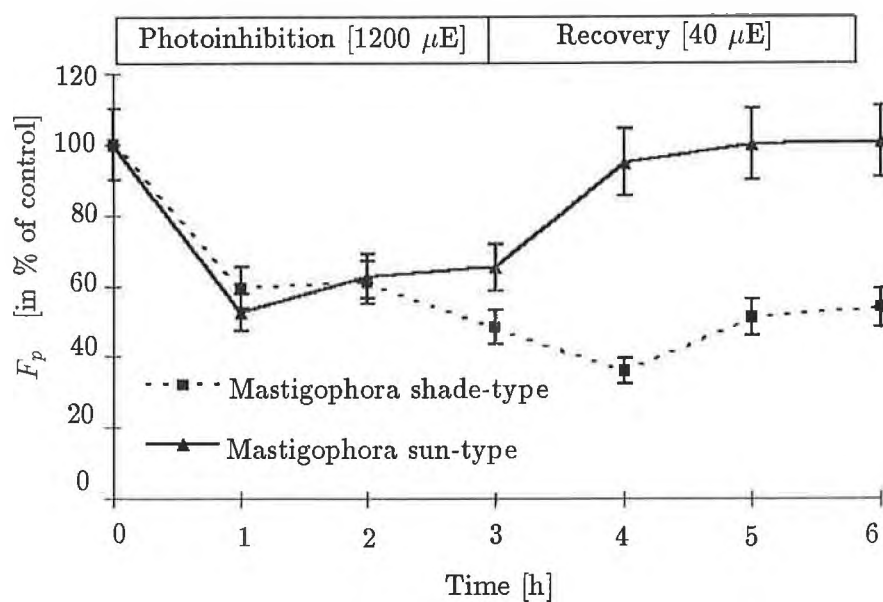 Photoinhibition [1200 μE] Recovery [40 μE]
F_p [in % of control]
120
100
80
60
40
20
0
Mastigophora shade-type
Mastigophora sun-type
0 1 2 3 4 5 6
Time [h]